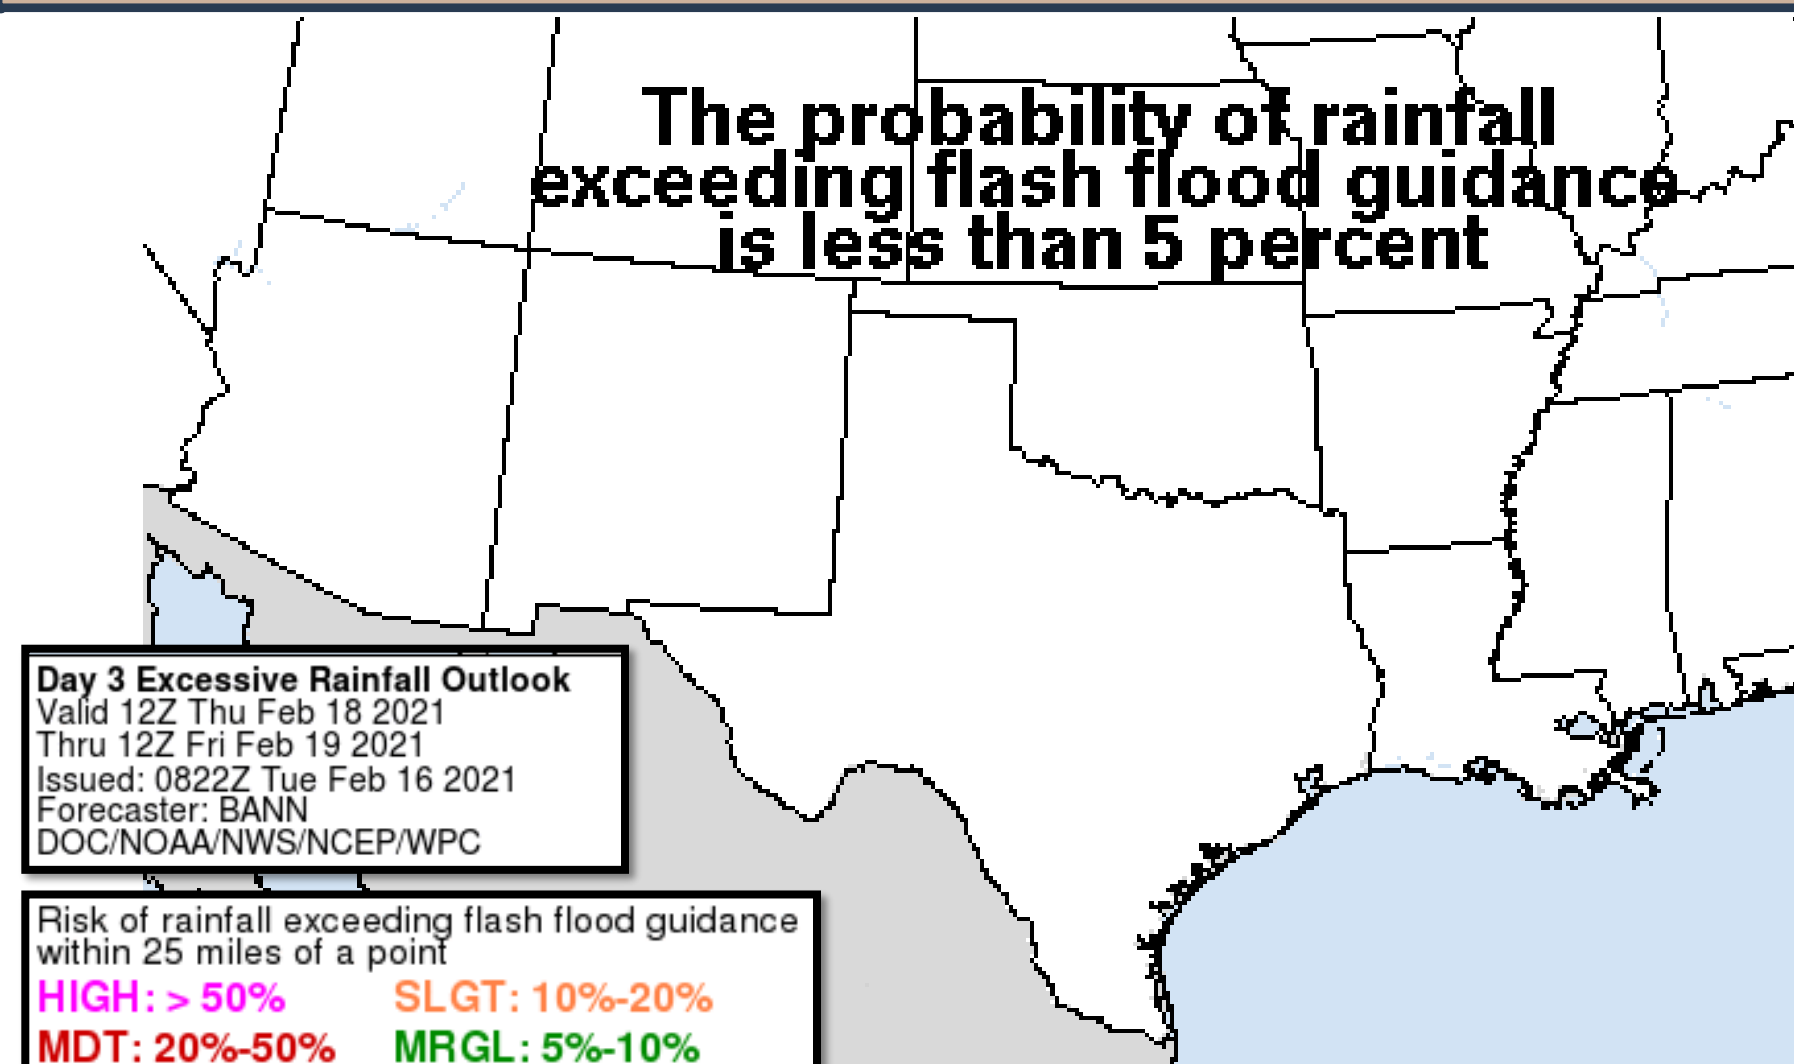 The probability of rainfall
exceeding flash flood guidance
is less than 5 percent
Day 3 Excessive Rainfall Outlook
Valid 12Z Thu Feb 18 2021
Thru 12Z Fri Feb 19 2021
Issued: 0822Z Tue Feb 16 2021
Forecaster: BANN
DOC/NOAA/NWS/NCEP/WPC
Risk of rainfall exceeding flash flood guidance
within 25 miles of a point
HIGH: > 50% SLGT: 10%-20%
MDT: 20%-50% MRGL: 5%-10%